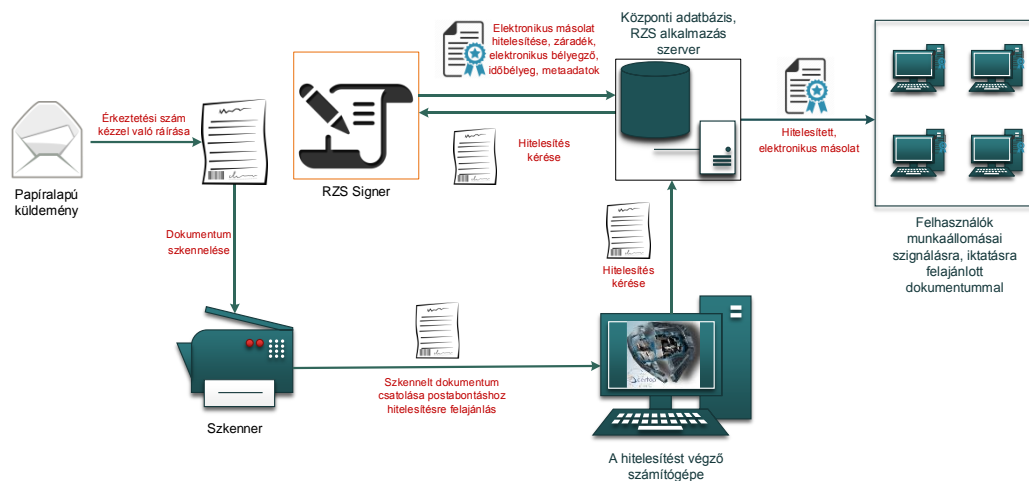 Elektronikus másolat
hitelesítése, záradék,
elektronikus bélyegző,
időbélyeg, metaadatok
Központi adatbázis,
RZS alkalmazás
szerver
Érkeztetési szám
kézzel való ráírása
Papíralapú
küldemény
RZS Signer
Hitelesítés
kérése
Hitelesített,
elektronikus másolat
Felhasználók
munkaállomásai
szignálásra, iktatásra
felajánlott
dokumentummal
Dokumentum
szkennelése
Hitelesítés
kérése
Szkennelt dokumentum
csatolása postabontáshoz
hitelesítésre felajánlás
Szkenner
A hitelesítést végző
számítógépe